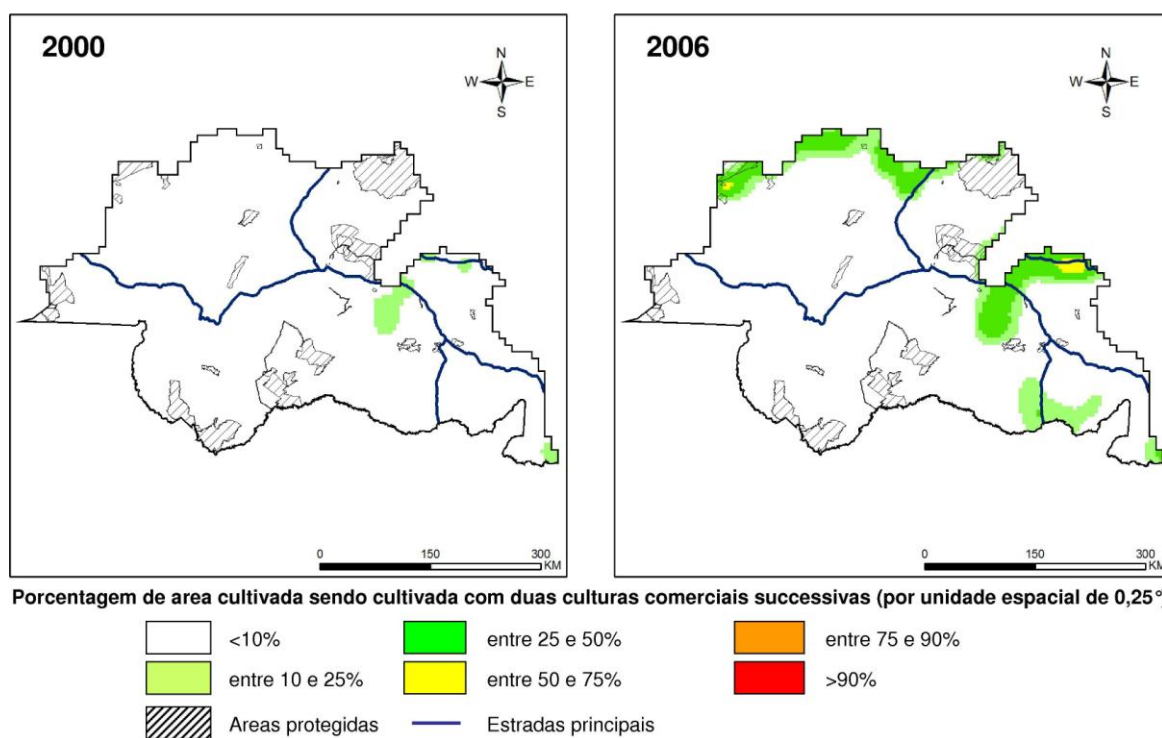 2000
N
W E
S
0 150 300
KM
2006
N
W E
S
0 150 300
KM
Porcentagem de area cultivada sendo cultivada com duas culturas comerciais successivas (por unidade espacial de 0,25°
<10%
entre 25 e 50%
entre 75 e 90%
entre 10 e 25%
entre 50 e 75%
>90%
Areas protegidas
Estradas principais